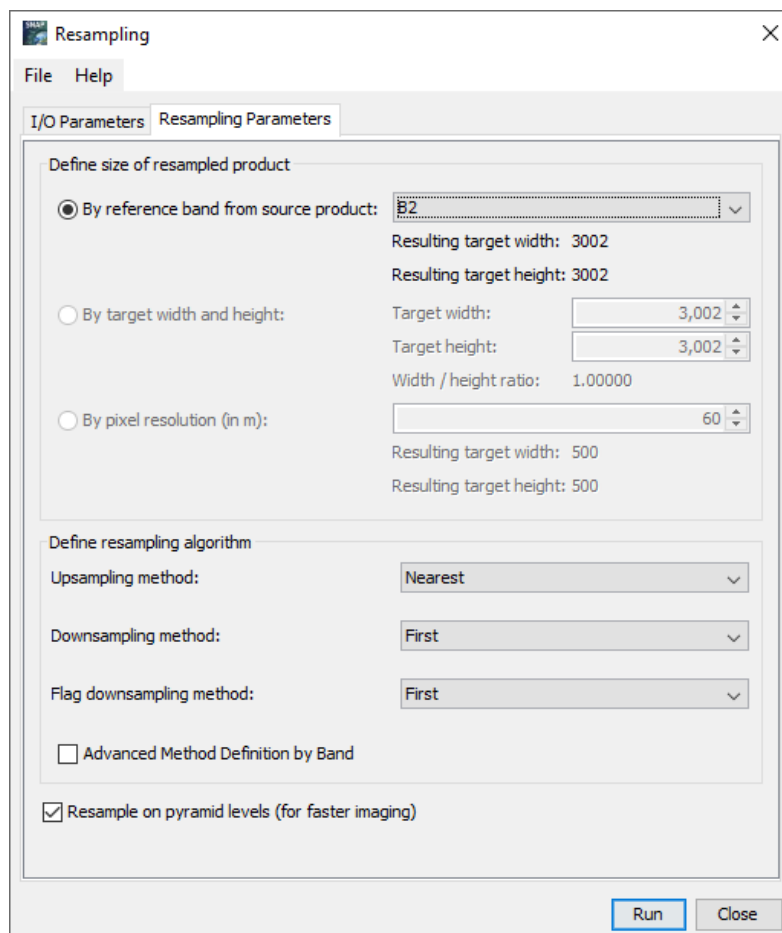 SNAP
Resampling
File Help
I/O Parameters Resampling Parameters
Define size of resampled product
By reference band from source product: B2
Resulting target width: 3002
Resulting target height: 3002
By target width and height: Target width: 3,002
Target height: 3,002
Width / height ratio: 1.00000
By pixel resolution (in m): 60
Resulting target width: 500
Resulting target height: 500
Define resampling algorithm
Upsampling method: Nearest
Downsampling method: First
Flag downsampling method: First
Advanced Method Definition by Band
Resample on pyramid levels (for faster imaging)
Run Close